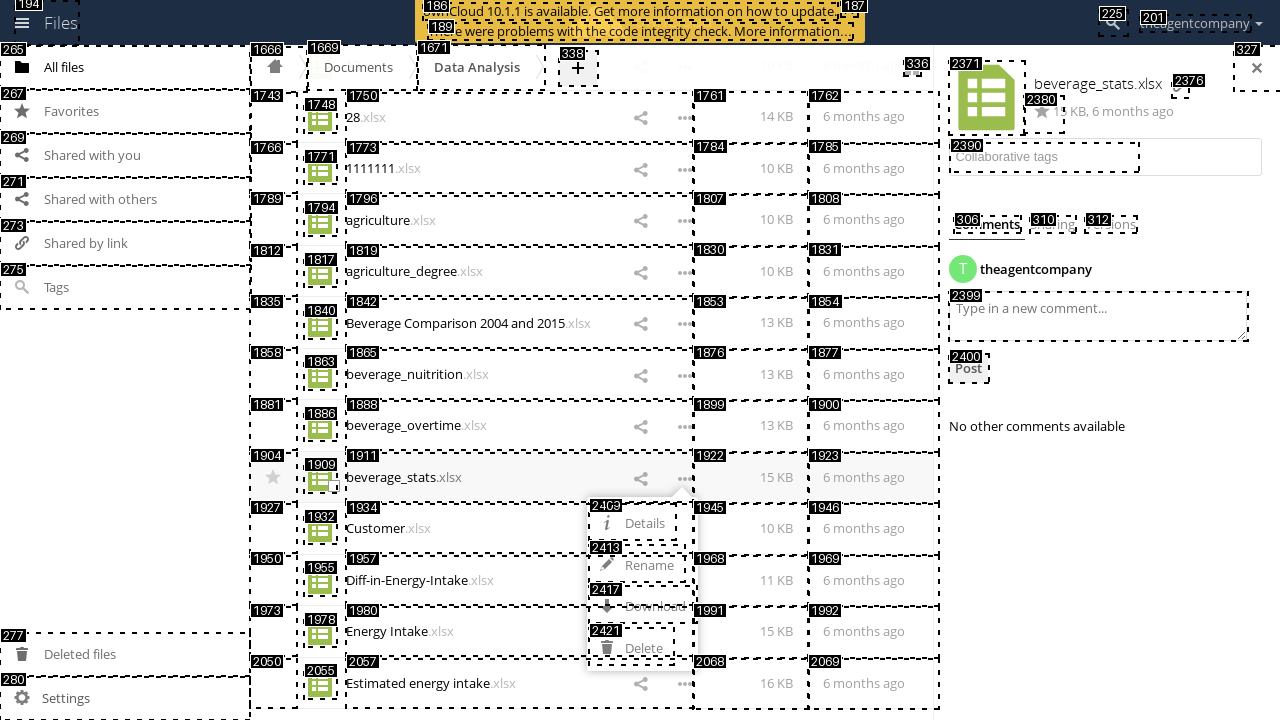 194
Files
186
ownCloud 10.1.1 is available. Get more information on how to update.
187
189
There were problems with the code integrity check. More information…
225
201
theagentcompany
265
All files
267
Favorites
269
Shared with you
271
Shared with others
273
Shared by link
275
Tags
277
Deleted files
280
Settings
1666
1669
Documents
1671
Data Analysis
338
+
336
327
1743
1748
1750
28.xlsx
1761
14 KB
1762
6 months ago
1766
1771
1773
1111111.xlsx
1784
10 KB
1785
6 months ago
1789
1794
1796
agriculture.xlsx
1807
10 KB
1808
6 months ago
1812
1817
1819
agriculture_degree.xlsx
1830
10 KB
1831
6 months ago
1835
1840
1842
Beverage Comparison 2004 and 2015.xlsx
1853
13 KB
1854
6 months ago
1858
1863
1865
beverage_nuitrition.xlsx
1876
13 KB
1877
6 months ago
1881
1886
1888
beverage_overtime.xlsx
1899
13 KB
1900
6 months ago
1904
1909
1911
beverage_stats.xlsx
1922
15 KB
1923
6 months ago
1927
1932
1934
Customer.xlsx
1945
10 KB
1946
6 months ago
1950
1955
1957
Diff-in-Energy-Intake.xlsx
1968
11 KB
1969
6 months ago
1973
1978
1980
Energy Intake.xlsx
1991
15 KB
1992
6 months ago
2050
2055
2057
Estimated energy intake.xlsx
2068
16 KB
2069
6 months ago
2409
Details
2413
Rename
2417
Download
2421
Delete
2371
beverage_stats.xlsx
2376
2380
15 KB, 6 months ago
2390
Collaborative tags
306
Comments
310
Sharing
312
Versions
T
theagentcompany
2399
Type in a new comment...
2400
Post
No other comments available